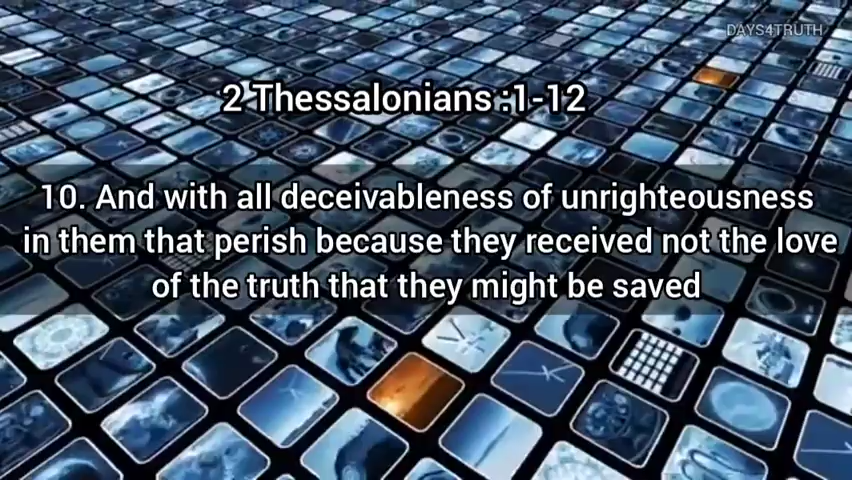 DAYS4TRUTH
2 Thessalonians :1-12
10. And with all deceivableness of unrighteousness
in them that perish because they received not the love
of the truth that they might be saved